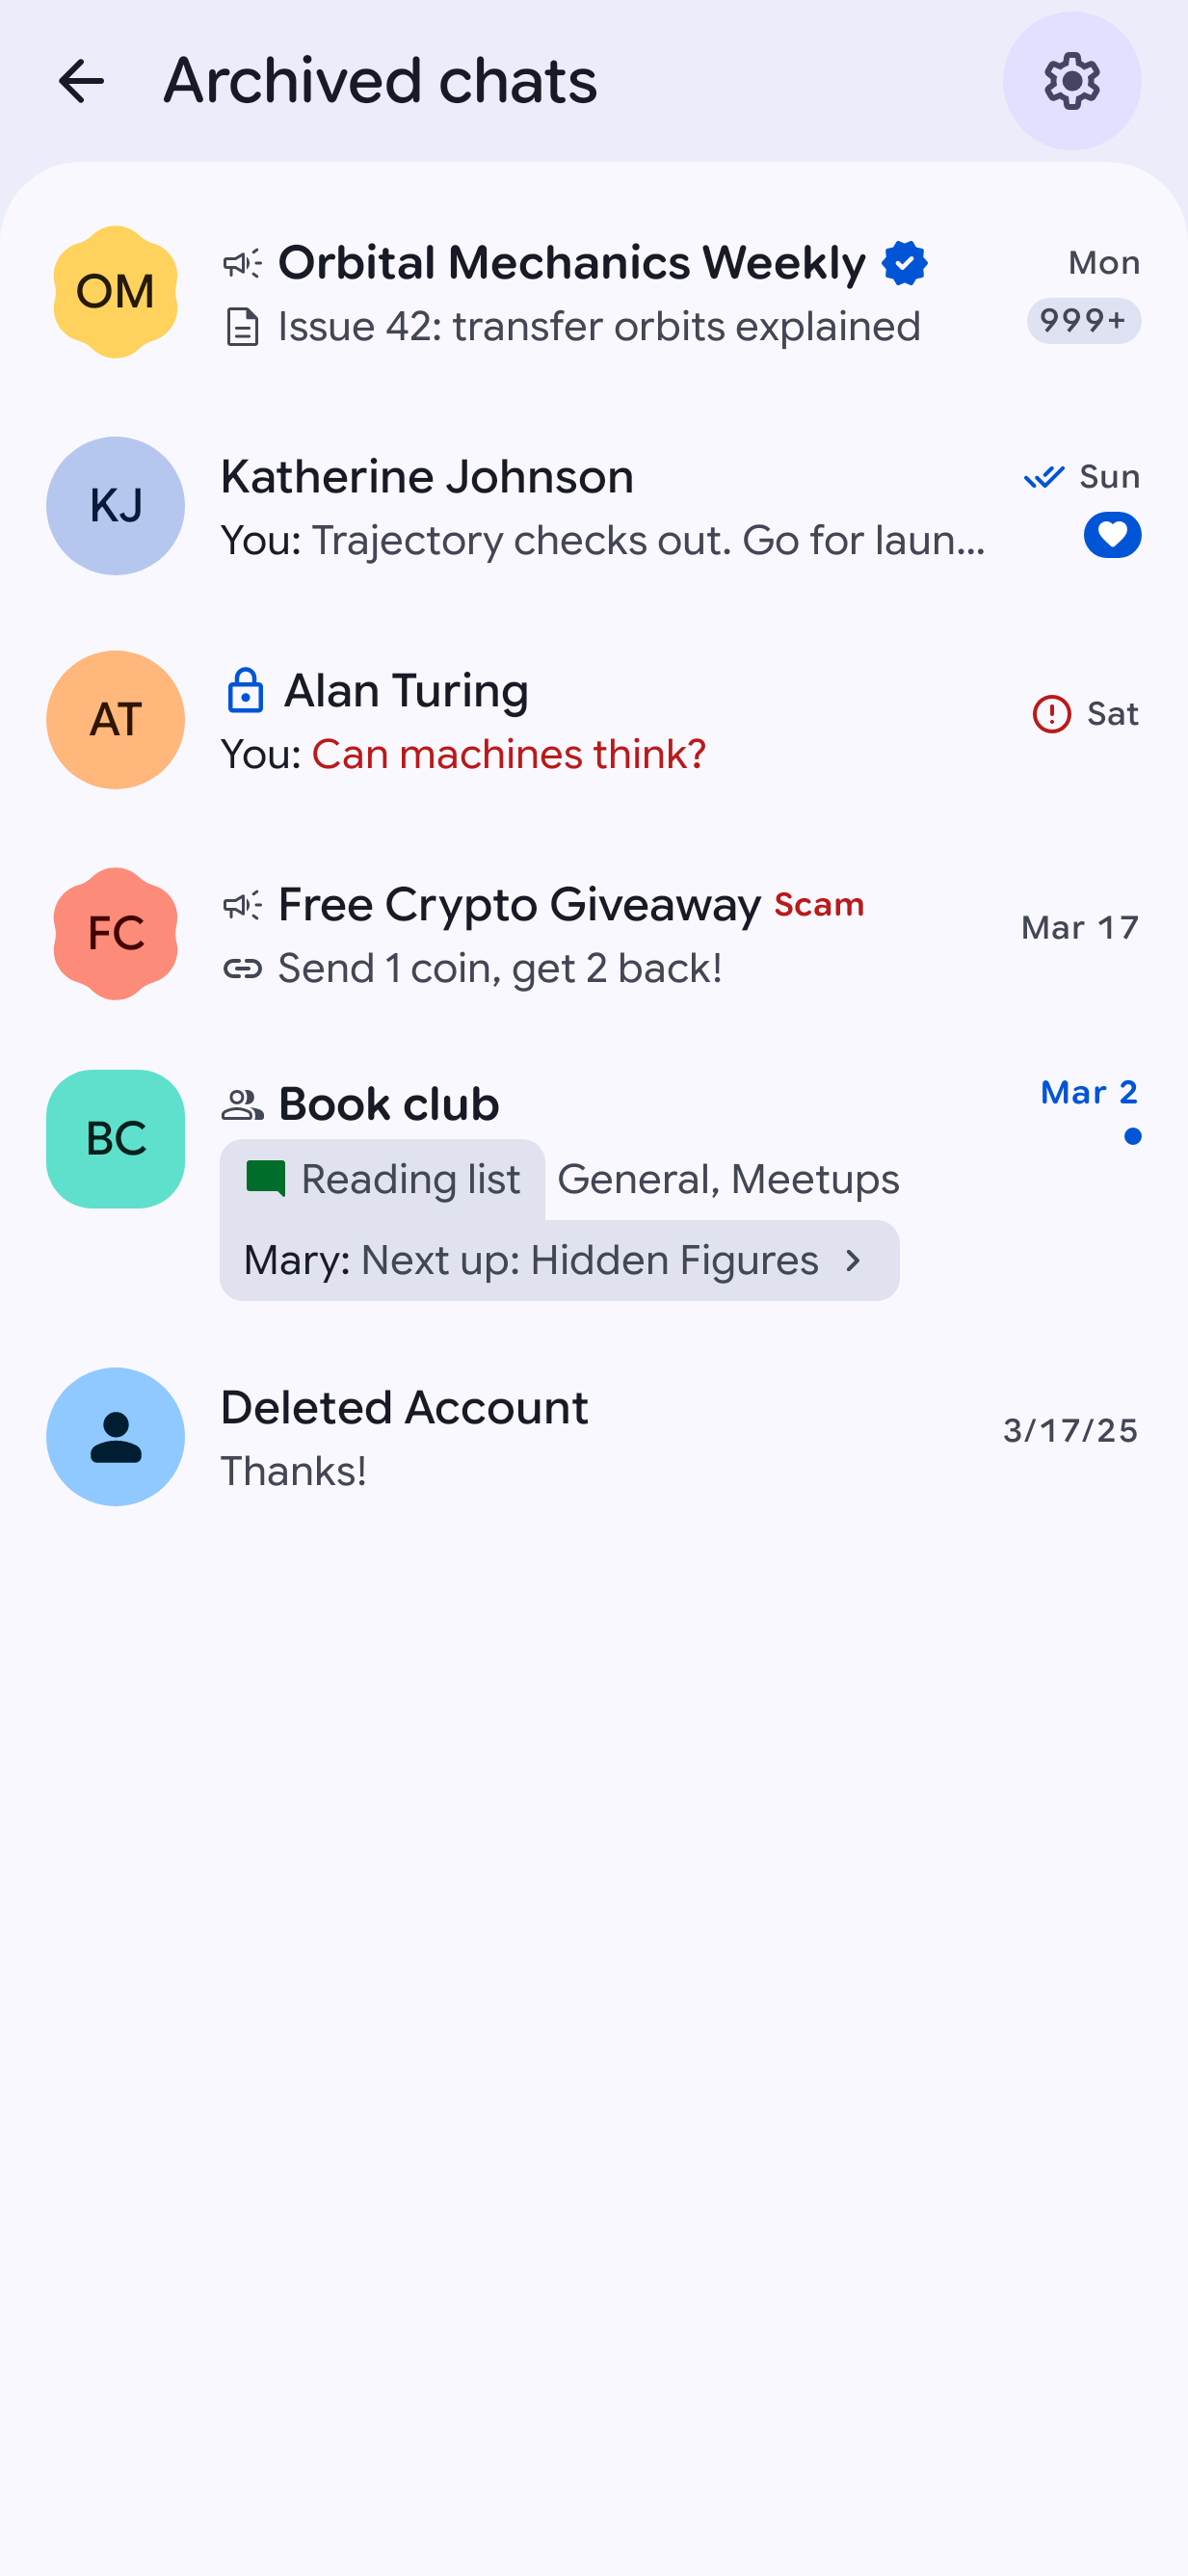 Archived chats
OM
Orbital Mechanics Weekly
Mon
Issue 42: transfer orbits explained
999+
KJ
Katherine Johnson
Sun
You: Trajectory checks out. Go for laun...
AT
Alan Turing
Sat
You: Can machines think?
FC
Free Crypto Giveaway Scam
Mar 17
Send 1 coin, get 2 back!
BC
Book club
Mar 2
Reading list General, Meetups
Mary: Next up: Hidden Figures
Deleted Account
3/17/25
Thanks!